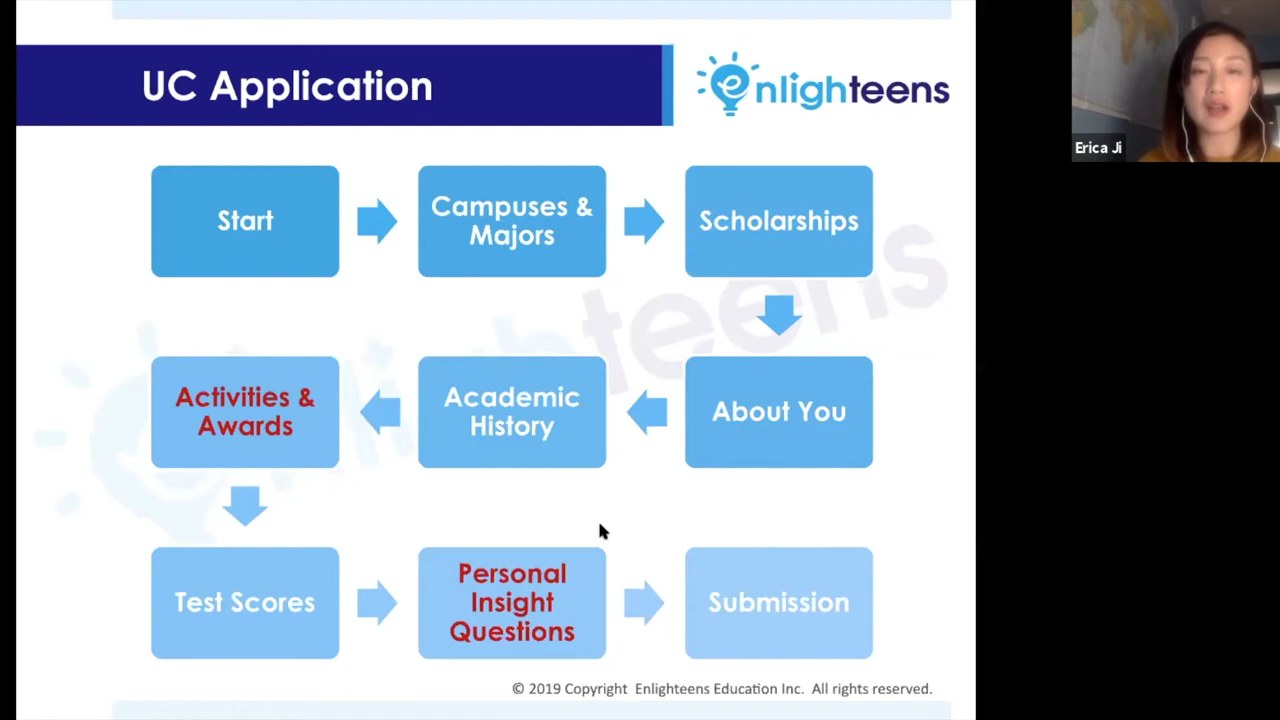 UC Application
enlighteens
Erica Ji
Start
Campuses &
Majors
Scholarships
Activities &
Awards
Academic
History
About You
Test Scores
Personal
Insight
Questions
Submission
© 2019 Copyright Enlighteens Education Inc. All rights reserved.
teens